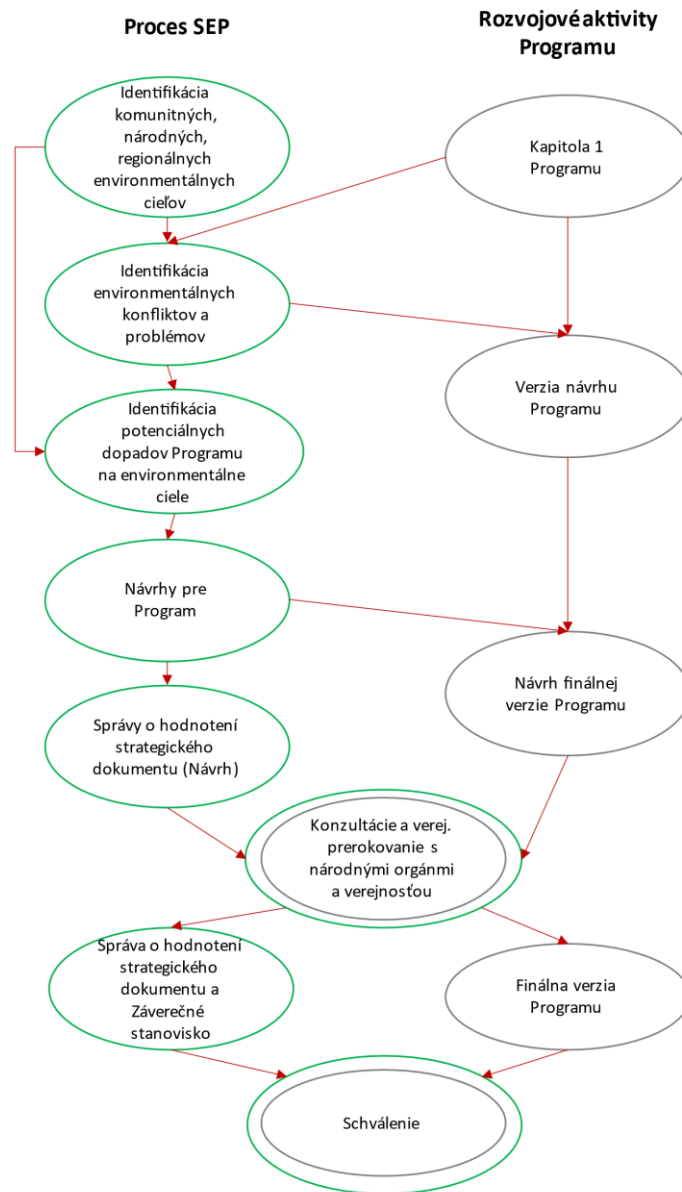 Proces SEP
Rozvojové aktivity
Programu
Identifikácia
komunitných,
národných,
regionálnych
environmentálnych
cieľov
Kapitola 1
Programu
Identifikácia
environmentálnych
konfliktov a
problémov
Verzia návrhu
Programu
Identifikácia
potenciálnych
dopadov Programu
na environmentálne
ciele
Návrhy pre
Program
Návrh finálnej
verzie Programu
Správy o hodnotení
strategického
dokumentu (Návrh)
Konzultácie a verej.
prerokovanie s
národnými orgánmi
a verejnosťou
Správa o hodnotení
strategického
dokumentu a
Záverečné
stanovisko
Finálna verzia
Programu
Schválenie